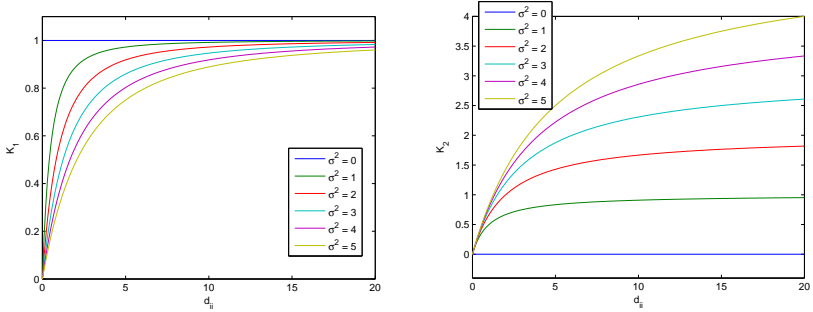 1
0.8
0.6
0.4
0.2
0
K1
0
5
10
15
20
dii
σ² = 0
σ² = 1
σ² = 2
σ² = 3
σ² = 4
σ² = 5
4
3.5
3
2.5
2
1.5
1
0.5
0
K2
0
5
10
15
20
dii
σ² = 0
σ² = 1
σ² = 2
σ² = 3
σ² = 4
σ² = 5